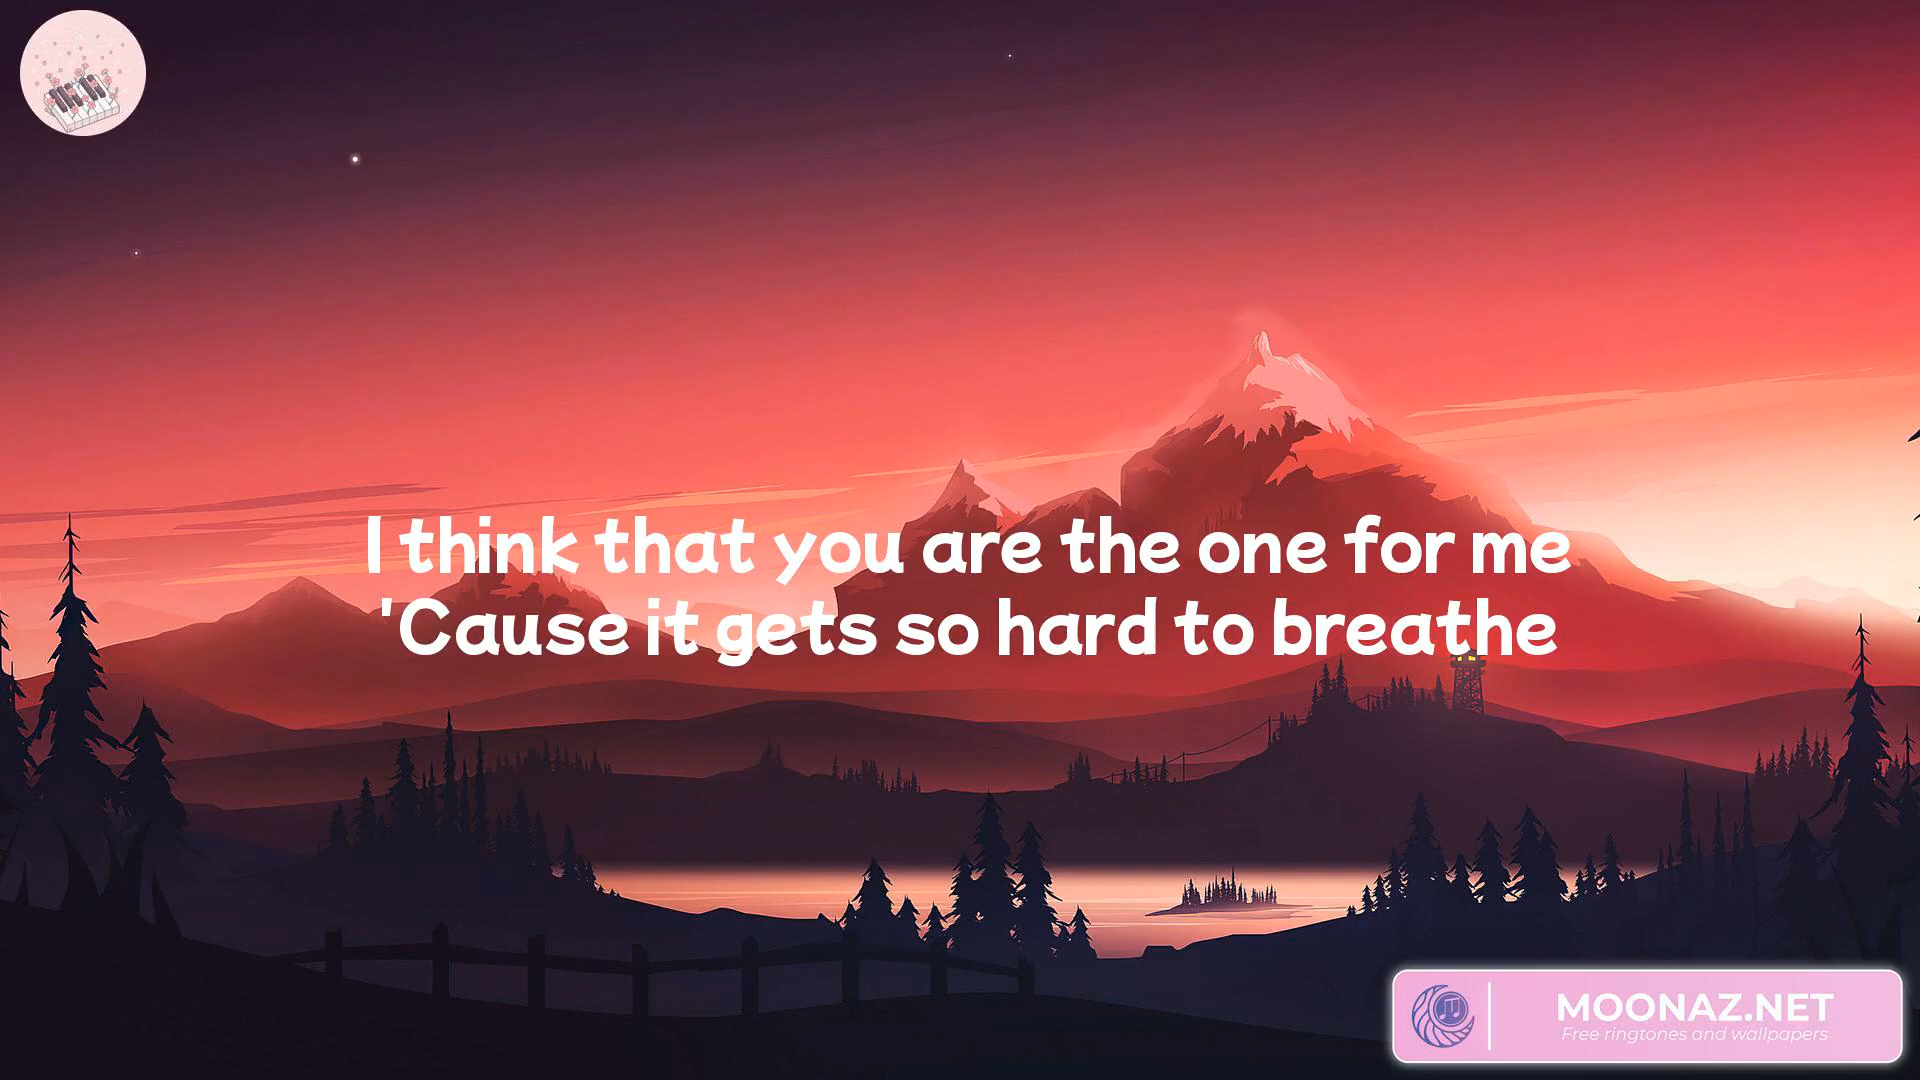 I think that you are the one for me
'Cause it gets so hard to breathe
MOONAZ.NET
Free ringtones and wallpapers